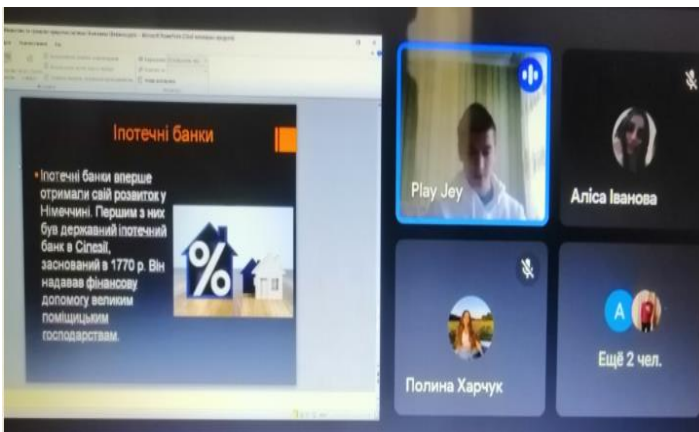 Іпотечні банки
Іпотечні банки вперше
отримали свій розвиток у
Німеччині. Першим з них
був державний іпотечний
банк в Сілезії,
заснований в 1770 р. Він
надавав фінансову
допомогу великим
поміщицьким
господарствам.
%
Play Jey
Аліса Іванова
Полина Харчук
А
Ещё 2 чел.